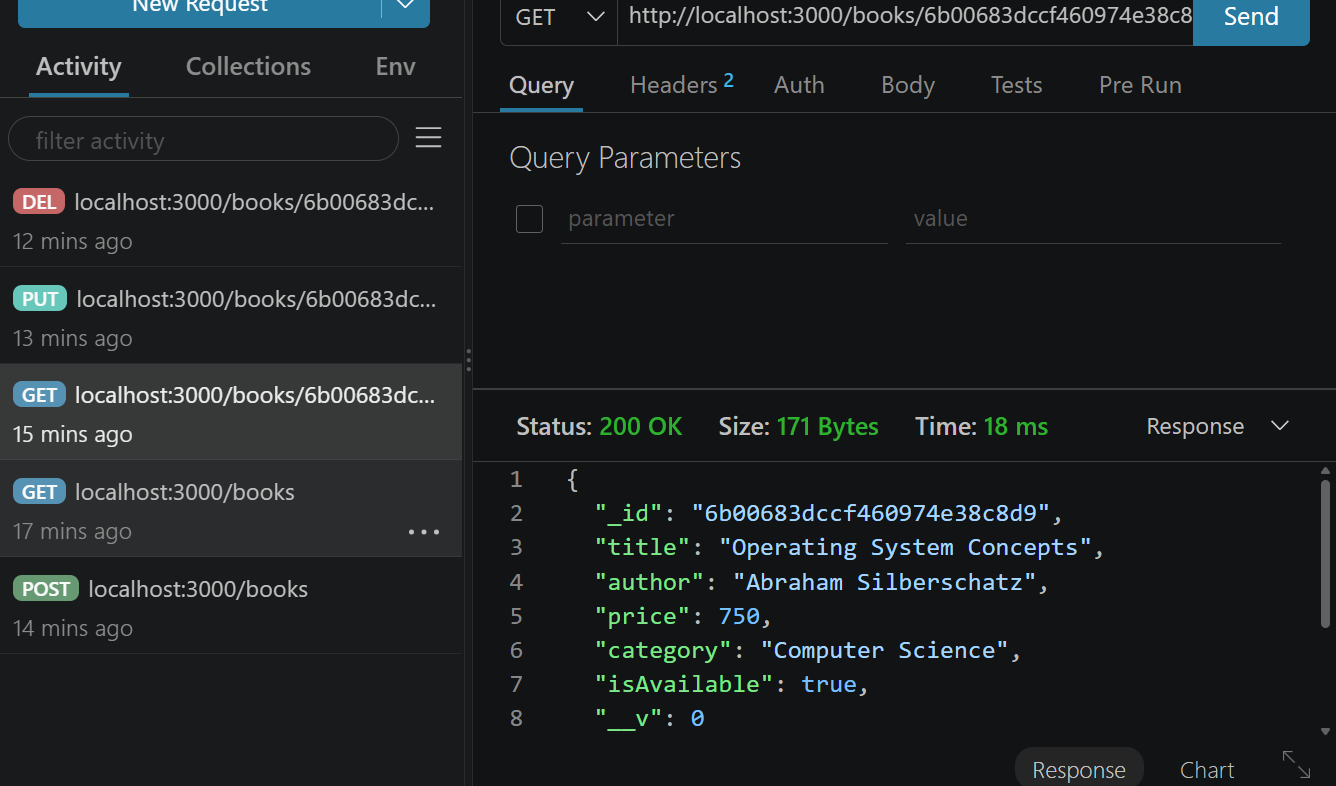 New Request
Activity Collections Env
filter activity
DEL localhost:3000/books/6b00683dc...
12 mins ago
PUT localhost:3000/books/6b00683dc...
13 mins ago
GET localhost:3000/books/6b00683dc...
15 mins ago
GET localhost:3000/books
17 mins ago
POST localhost:3000/books
14 mins ago
GET http://localhost:3000/books/6b00683dccf460974e38c8 Send
Query Headers 2 Auth Body Tests Pre Run
Query Parameters
parameter value
Status: 200 OK Size: 171 Bytes Time: 18 ms Response
1 {
2 "_id": "6b00683dccf460974e38c8d9",
3 "title": "Operating System Concepts",
4 "author": "Abraham Silberschatz",
5 "price": 750,
6 "category": "Computer Science",
7 "isAvailable": true,
8 "__v": 0
Response Chart